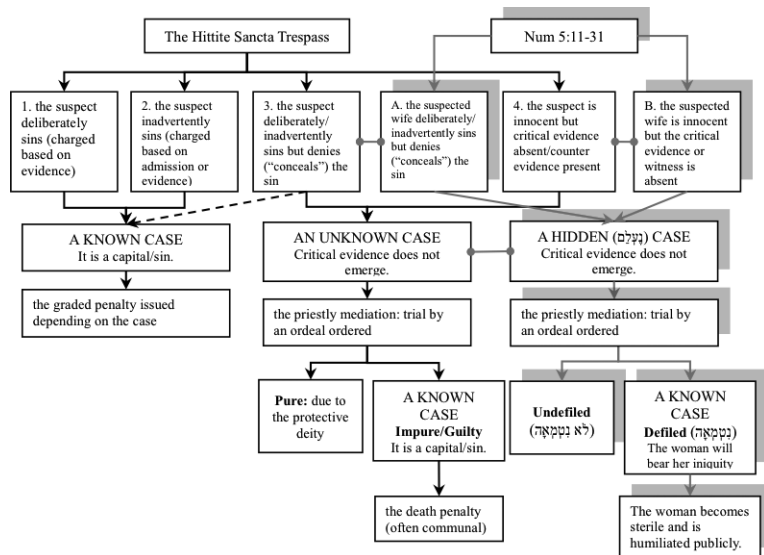 The Hittite Sancta Trespass
Num 5:11-31
1. the suspect
deliberately
sins (charged
based on
evidence)
2. the suspect
inadvertently
sins (charged
based on
admission or
evidence)
3. the suspect
deliberately/
inadvertently
sins but denies
(“conceals”) the
sin
A. the suspected
wife deliberately/
inadvertently sins
but denies
(“conceals”) the
sin
4. the suspect is
innocent but
critical evidence
absent/counter
evidence present
B. the suspected
wife is innocent
but the critical
evidence or
witness is
absent
A KNOWN CASE
It is a capital/sin.
AN UNKNOWN CASE
Critical evidence does not
emerge.
A HIDDEN (נֶעְלַם) CASE
Critical evidence does not
emerge.
the graded penalty issued
depending on the case
the priestly mediation: trial by
an ordeal ordered
the priestly mediation: trial by
an ordeal ordered
Pure: due to
the protective
deity
A KNOWN
CASE
Impure/Guilty
It is a capital/sin.
Undefiled
(לֹא נִטְמְאָה)
A KNOWN
CASE
Defiled (נִטְמְאָה)
The woman will
bear her iniquity
the death penalty
(often communal)
The woman becomes
sterile and is
humiliated publicly.